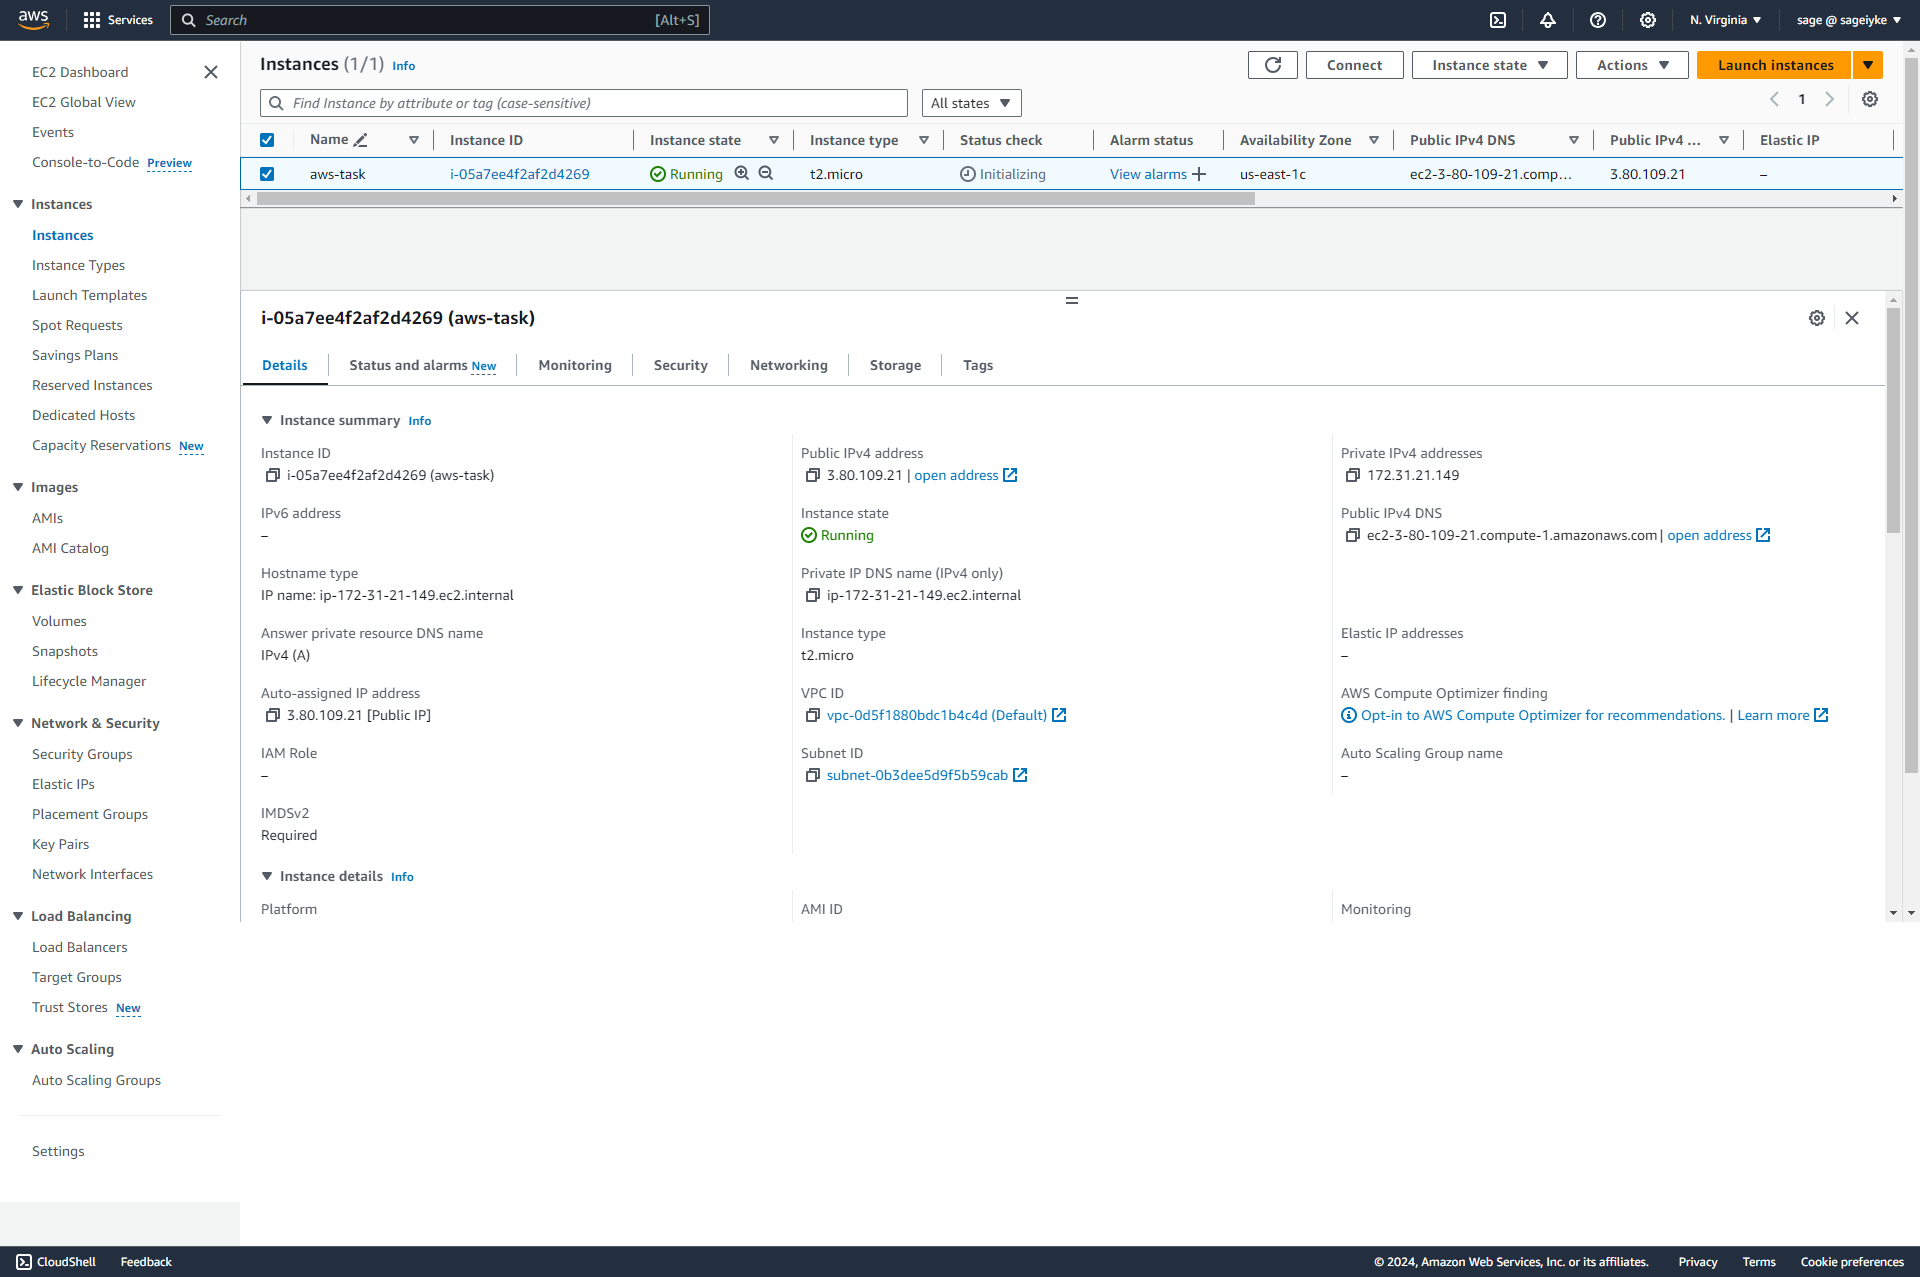 aws Services Search [Alt+S] N. Virginia sage @ sageiyke
EC2 Dashboard
EC2 Global View
Events
Console-to-Code Preview
Instances
Instances
Instance Types
Launch Templates
Spot Requests
Savings Plans
Reserved Instances
Dedicated Hosts
Capacity Reservations New
Images
AMIs
AMI Catalog
Elastic Block Store
Volumes
Snapshots
Lifecycle Manager
Network & Security
Security Groups
Elastic IPs
Placement Groups
Key Pairs
Network Interfaces
Load Balancing
Load Balancers
Target Groups
Trust Stores New
Auto Scaling
Auto Scaling Groups
Settings
Instances (1/1) Info Connect Instance state Actions Launch instances
Find Instance by attribute or tag (case-sensitive) All states 1
Name Instance ID Instance state Instance type Status check Alarm status Availability Zone Public IPv4 DNS Public IPv4 ... Elastic IP
aws-task i-05a7ee4f2af2d4269 Running t2.micro Initializing View alarms us-east-1c ec2-3-80-109-21.comp... 3.80.109.21 –
i-05a7ee4f2af2d4269 (aws-task)
Details Status and alarms New Monitoring Security Networking Storage Tags
Instance summary Info
Instance ID Public IPv4 address Private IPv4 addresses
i-05a7ee4f2af2d4269 (aws-task) 3.80.109.21 | open address 172.31.21.149
IPv6 address Instance state Public IPv4 DNS
– Running ec2-3-80-109-21.compute-1.amazonaws.com | open address
Hostname type Private IP DNS name (IPv4 only)
IP name: ip-172-31-21-149.ec2.internal ip-172-31-21-149.ec2.internal
Answer private resource DNS name Instance type Elastic IP addresses
IPv4 (A) t2.micro –
Auto-assigned IP address VPC ID AWS Compute Optimizer finding
3.80.109.21 [Public IP] vpc-0d5f1880bdc1b4c4d (Default) Opt-in to AWS Compute Optimizer for recommendations. | Learn more
IAM Role Subnet ID Auto Scaling Group name
– subnet-0b3dee5d9f5b59cab –
IMDSv2
Required
Instance details Info
Platform AMI ID Monitoring
CloudShell Feedback © 2024, Amazon Web Services, Inc. or its affiliates. Privacy Terms Cookie preferences